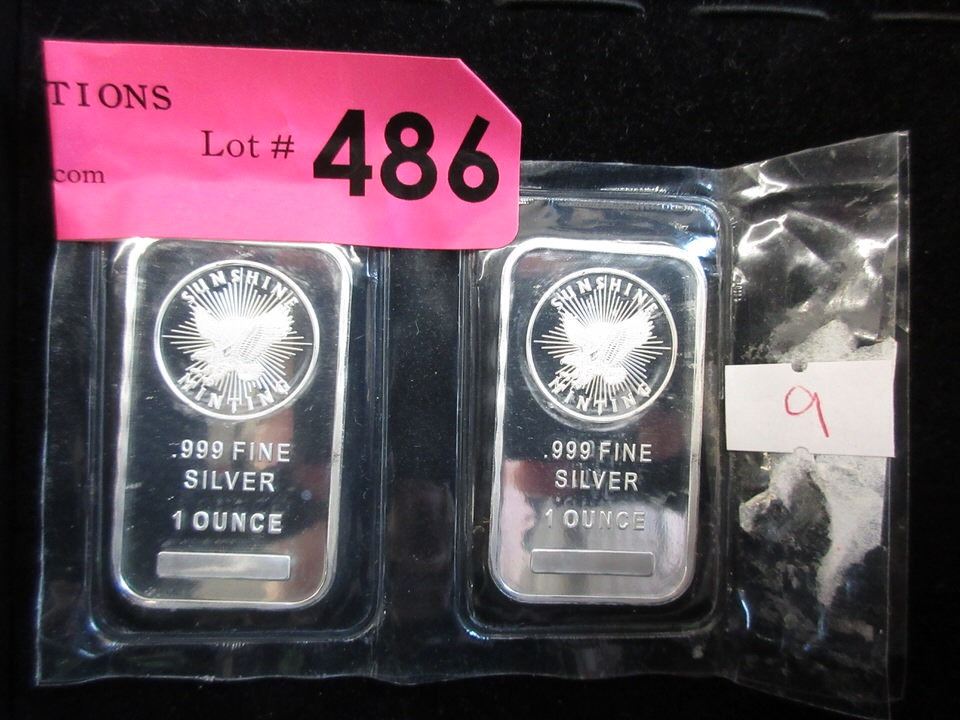 TIONS
Lot # 486
com
SUNSHINE
MINTING
.999 FINE
SILVER
1 OUNCE
SUNSHINE
MINTING
.999 FINE
SILVER
1 OUNCE
9